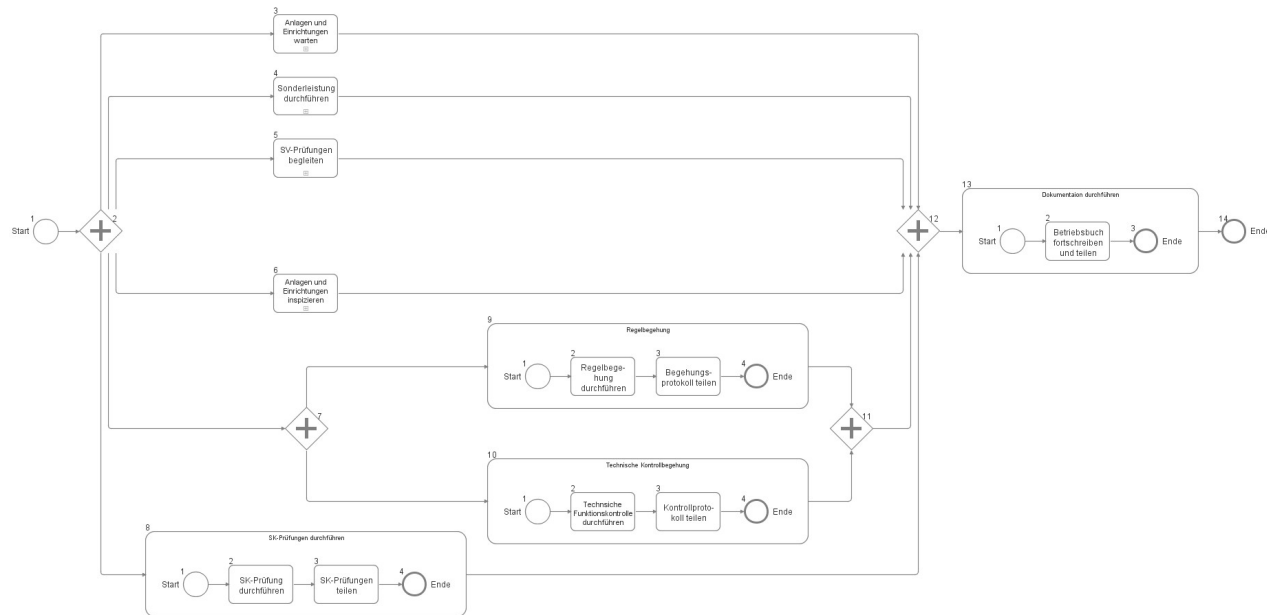 3
Anlagen und
Einrichtungen
warten
4
Sonderleistung
durchführen
5
SV-Prüfungen
begleiten
1
Start
2
12
13
Dokumentaion durchführen
1
Start
2
Betriebsbuch
fortschreiben
und teilen
3
Ende
14
Ende
6
Anlagen und
Einrichtungen
inspizieren
9
Regelbegehung
1
Start
2
Regelbege-
hung
durchführen
3
Begehungs-
protokoll teilen
4
Ende
7
11
10
Technische Kontrollbegehung
1
Start
2
Technsiche
Funktionskontrolle
durchführen
3
Kontrollproto-
koll teilen
4
Ende
8
SK-Prüfungen durchführen
1
Start
2
SK-Prüfung
durchführen
3
SK-Prüfungen
teilen
4
Ende